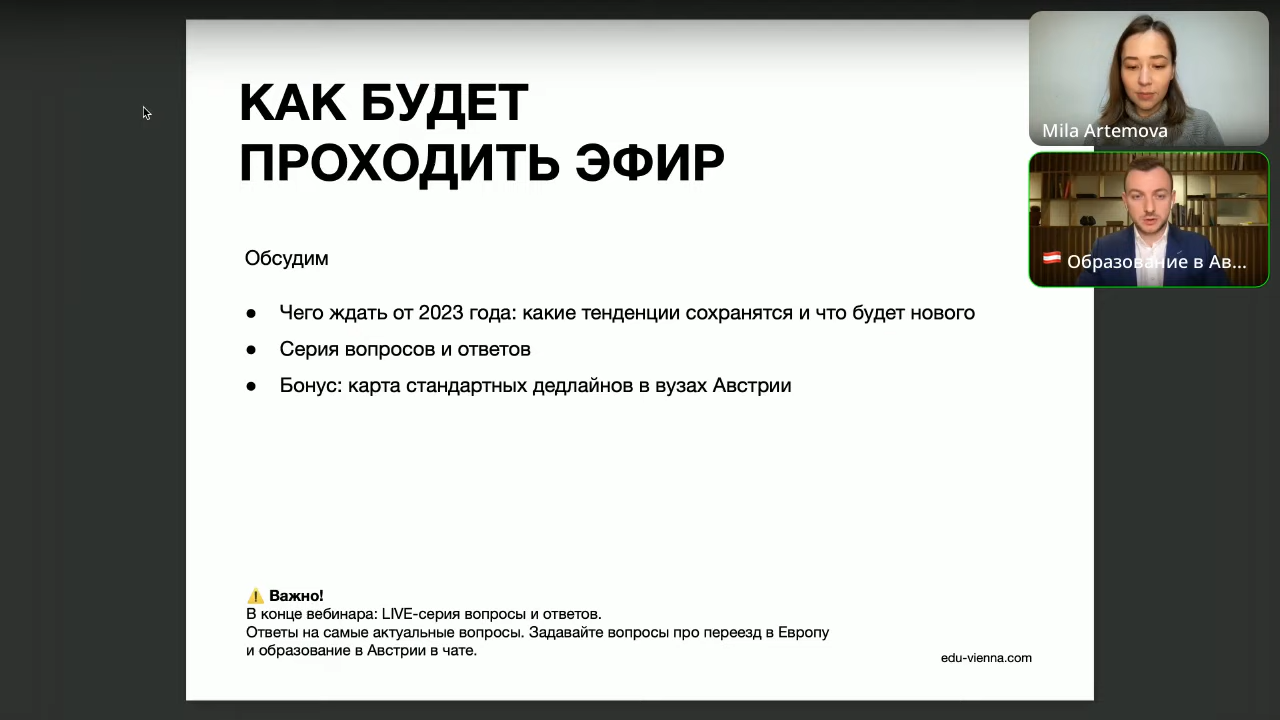 КАК БУДЕТ
ПРОХОДИТЬ ЭФИР
Обсудим
● Чего ждать от 2023 года: какие тенденции сохранятся и что будет нового
● Серия вопросов и ответов
● Бонус: карта стандартных дедлайнов в вузах Австрии
⚠️ Важно!
В конце вебинара: LIVE-серия вопросы и ответов.
Ответы на самые актуальные вопросы. Задавайте вопросы про переезд в Европу
и образование в Австрии в чате.
edu-vienna.com
Mila Artemova
🇦🇹 Образование в Ав...